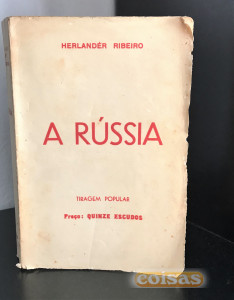 HERLANDÉR RIBEIRO
A RÚSSIA
TIRAGEM POPULAR
Preço: QUINZE ESCUDOS
coisas